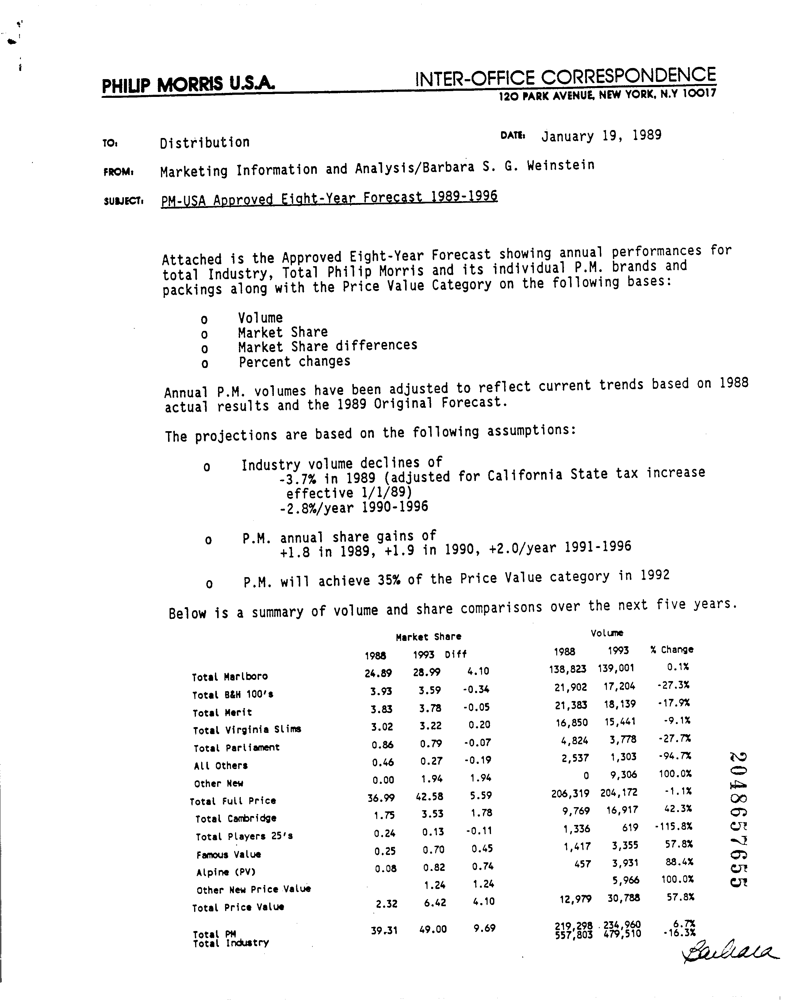 PHILIP MORRIS U.S.A. INTER-OFFICE CORRESPONDENCE
120 PARK AVENUE, NEW YORK, N.Y 10017
TO: Distribution DATE: January 19, 1989
FROM: Marketing Information and Analysis/Barbara S. G. Weinstein
SUBJECT: PM-USA Approved Eight-Year Forecast 1989-1996
Attached is the Approved Eight-Year Forecast showing annual performances for
total Industry, Total Philip Morris and its individual P.M. brands and
packings along with the Price Value Category on the following bases:
o Volume
o Market Share
o Market Share differences
o Percent changes
Annual P.M. volumes have been adjusted to reflect current trends based on 1988
actual results and the 1989 Original Forecast.
The projections are based on the following assumptions:
o Industry volume declines of
-3.7% in 1989 (adjusted for California State tax increase
effective 1/1/89)
-2.8%/year 1990-1996
o P.M. annual share gains of
+1.8 in 1989, +1.9 in 1990, +2.0/year 1991-1996
o P.M. will achieve 35% of the Price Value category in 1992
Below is a summary of volume and share comparisons over the next five years.
Market Share Volume
1988 1993 Diff 1988 1993 % Change
Total Marlboro 24.89 28.99 4.10 138,823 139,001 0.1%
Total B&H 100's 3.93 3.59 -0.34 21,902 17,204 -27.3%
Total Merit 3.83 3.78 -0.05 21,383 18,139 -17.9%
Total Virginia Slims 3.02 3.22 0.20 16,850 15,441 -9.1%
Total Parliament 0.86 0.79 -0.07 4,824 3,778 -27.7%
All Others 0.46 0.27 -0.19 2,537 1,303 -94.7%
Other New 0.00 1.94 1.94 0 9,306 100.0%
Total Full Price 36.99 42.58 5.59 206,319 204,172 -1.1%
Total Cambridge 1.75 3.53 1.78 9,769 16,917 42.3%
Total Players 25's 0.24 0.13 -0.11 1,336 619 -115.8%
Famous Value 0.25 0.70 0.45 1,417 3,355 57.8%
Alpine (PV) 0.08 0.82 0.74 457 3,931 88.4%
Other New Price Value 1.24 1.24 5,966 100.0%
Total Price Value 2.32 6.42 4.10 12,979 30,788 57.8%
Total PM 39.31 49.00 9.69 219,298 234,960 6.7%
Total Industry 557,803 479,510 -16.3%
Barbara
2048657655